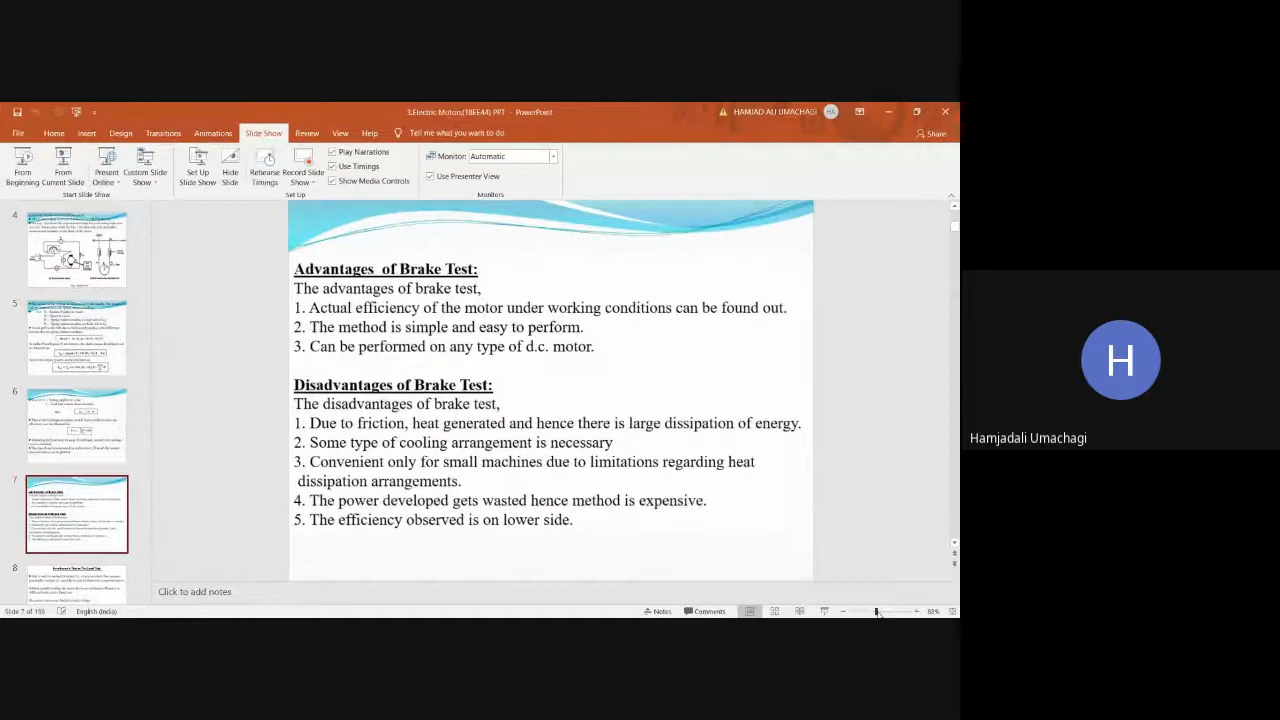 3.Electric Motors(18EE44) PPT - PowerPoint
HAMJAD ALI UMACHAGI
HA
File Home Insert Design Transitions Animations Slide Show Review View Help Tell me what you want to do
Share
From Beginning
From Current Slide
Present Online
Custom Slide Show
Set Up Slide Show
Hide Slide
Rehearse Timings
Record Slide Show
Play Narrations
Use Timings
Show Media Controls
Monitor: Automatic
Use Presenter View
Start Slide Show
Set Up
Monitors
4
5
6
7
8
Advantages of Brake Test:
The advantages of brake test,
1. Actual efficiency of the motor under working conditions can be found out.
2. The method is simple and easy to perform.
3. Can be performed on any type of d.c. motor.
Disadvantages of Brake Test:
The disadvantages of brake test,
1. Due to friction, heat generated and hence there is large dissipation of energy.
2. Some type of cooling arrangement is necessary
3. Convenient only for small machines due to limitations regarding heat
dissipation arrangements.
4. The power developed gets wasted hence method is expensive.
5. The efficiency observed is on lower side.
Click to add notes
Slide 7 of 198
English (India)
Notes
Comments
88%
H
Hamjadali Umachagi